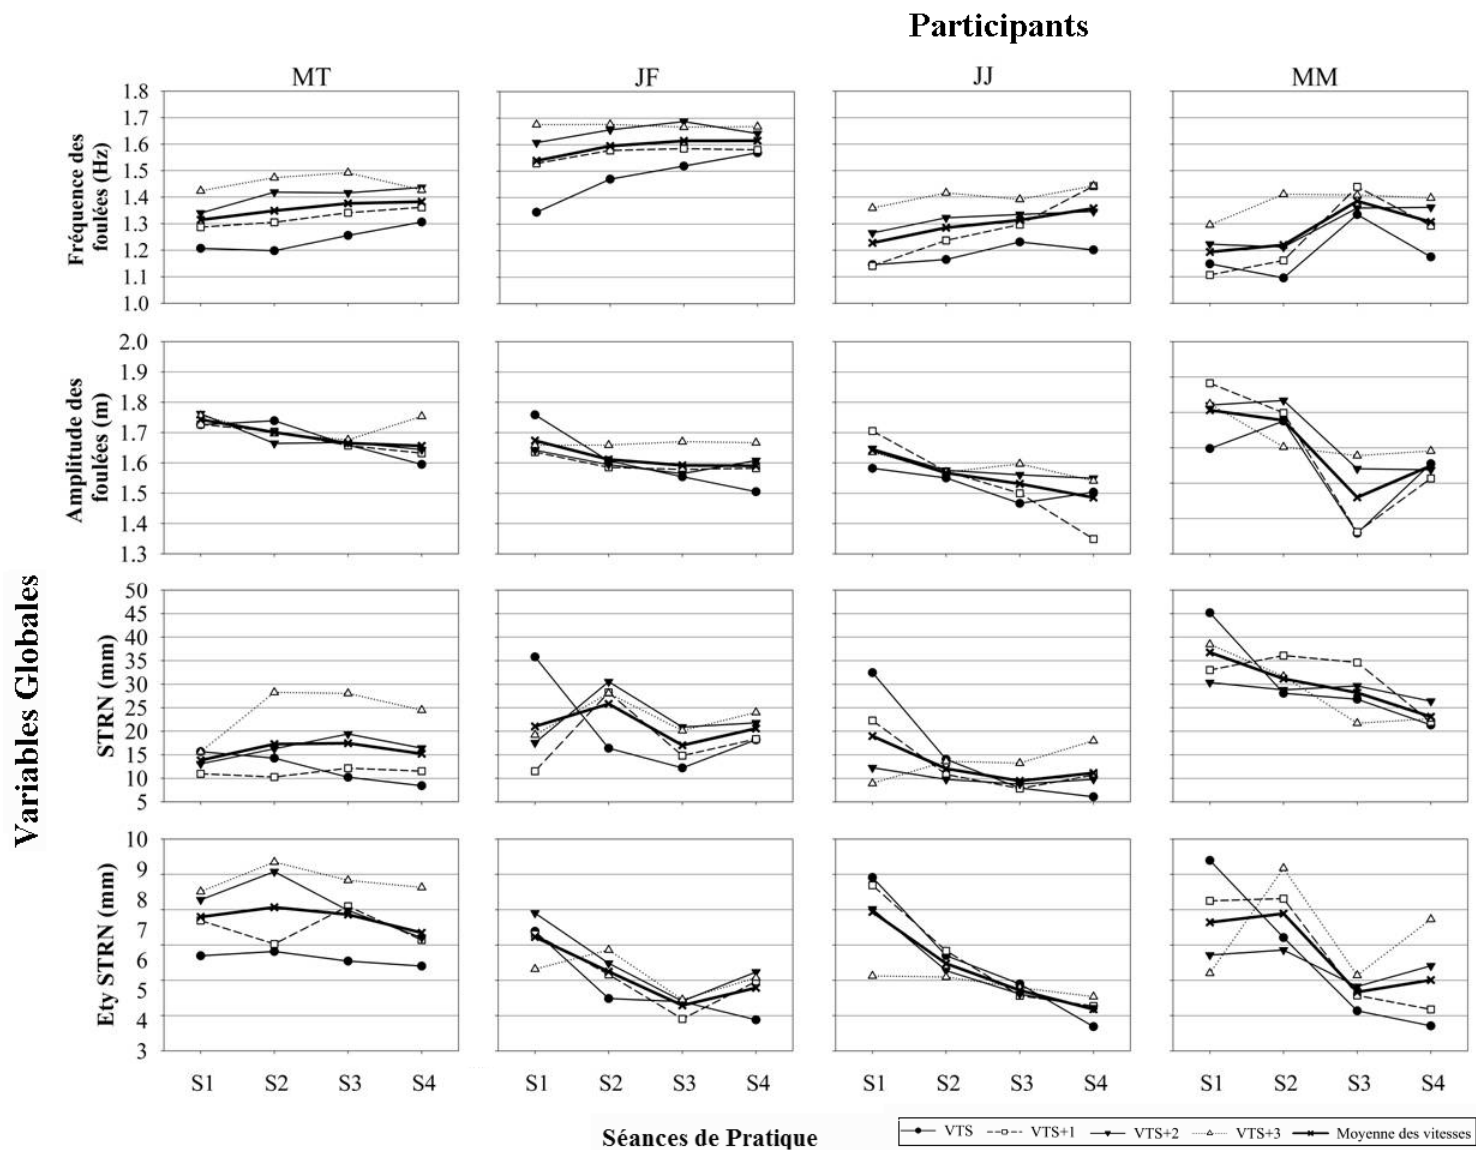 Participants
MT JF JJ MM
Variables Globales
Fréquence des
foulées (Hz)
1.8
1.7
1.6
1.5
1.4
1.3
1.2
1.1
1.0
Amplitude des
foulées (m)
2.0
1.9
1.8
1.7
1.6
1.5
1.4
1.3
STRN (mm)
50
45
40
35
30
25
20
15
10
5
Ety STRN (mm)
10
9
8
7
6
5
4
3
S1 S2 S3 S4 S1 S2 S3 S4 S1 S2 S3 S4 S1 S2 S3 S4
Séances de Pratique
VTS VTS+1 VTS+2 VTS+3 Moyenne des vitesses